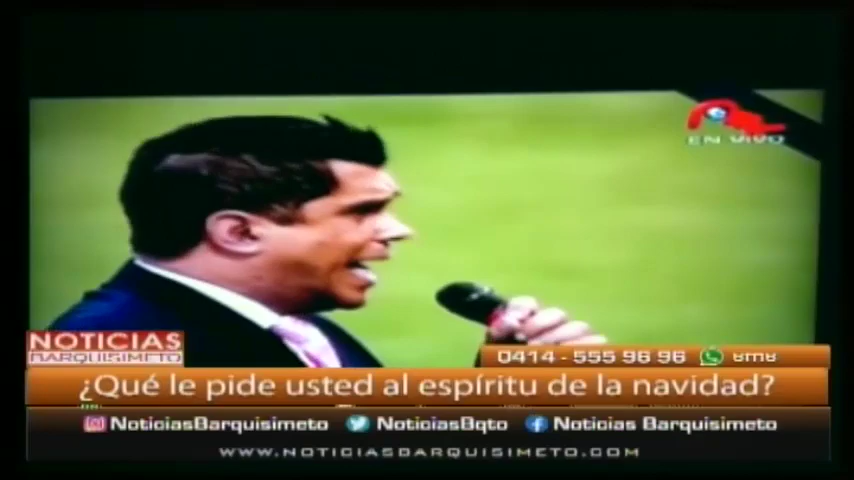 EN VIVO
NOTICIAS
BARQUISIMETO
0414 - 555 96 96
¿Qué le pide usted al espíritu de la navidad?
NoticiasBarquisimeto NoticiasBqto Noticias Barquisimeto
WWW.NOTICIASBARQUISIMETO.COM